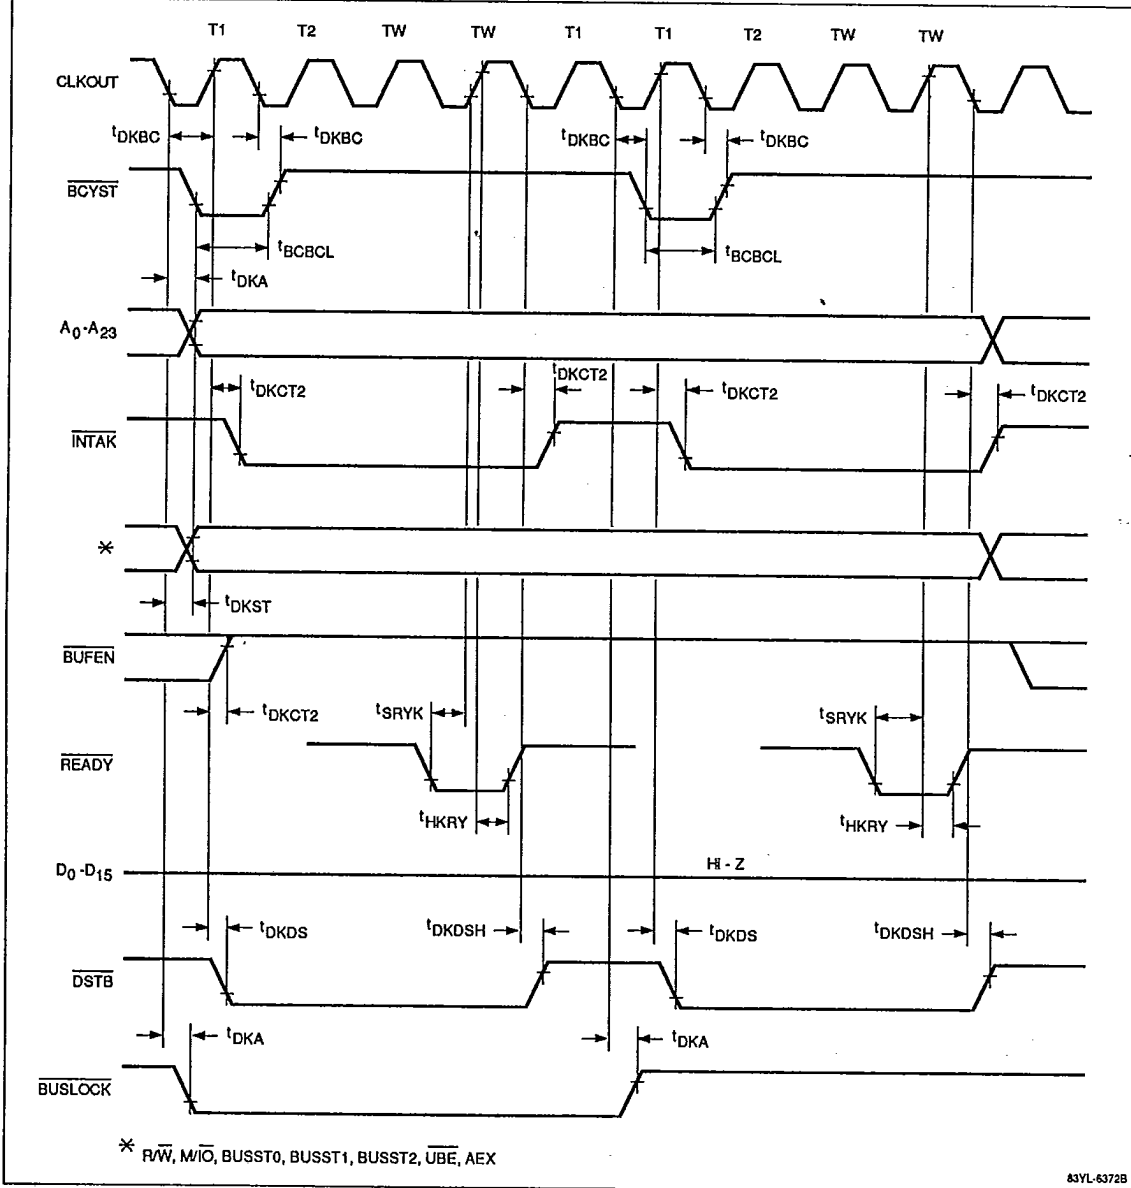 T1 T2 TW TW T1 T1 T2 TW TW
CLKOUT
tDKBC tDKBC tDKBC tDKBC
BCYST
tBCBCL tBCBCL
tDKA
A0-A23
tDKCT2 tDKCT2 tDKCT2 tDKCT2
INTAK
*
tDKST
BUFEN
tDKCT2 tSRYK tSRYK
READY
tHKRY tHKRY
D0-D15 HI-Z
tDKDS tDKDSH tDKDS tDKDSH
DSTB
tDKA tDKA
BUSLOCK
* R/W, M/IO, BUSST0, BUSST1, BUSST2, UBE, AEX
83YL-6372B